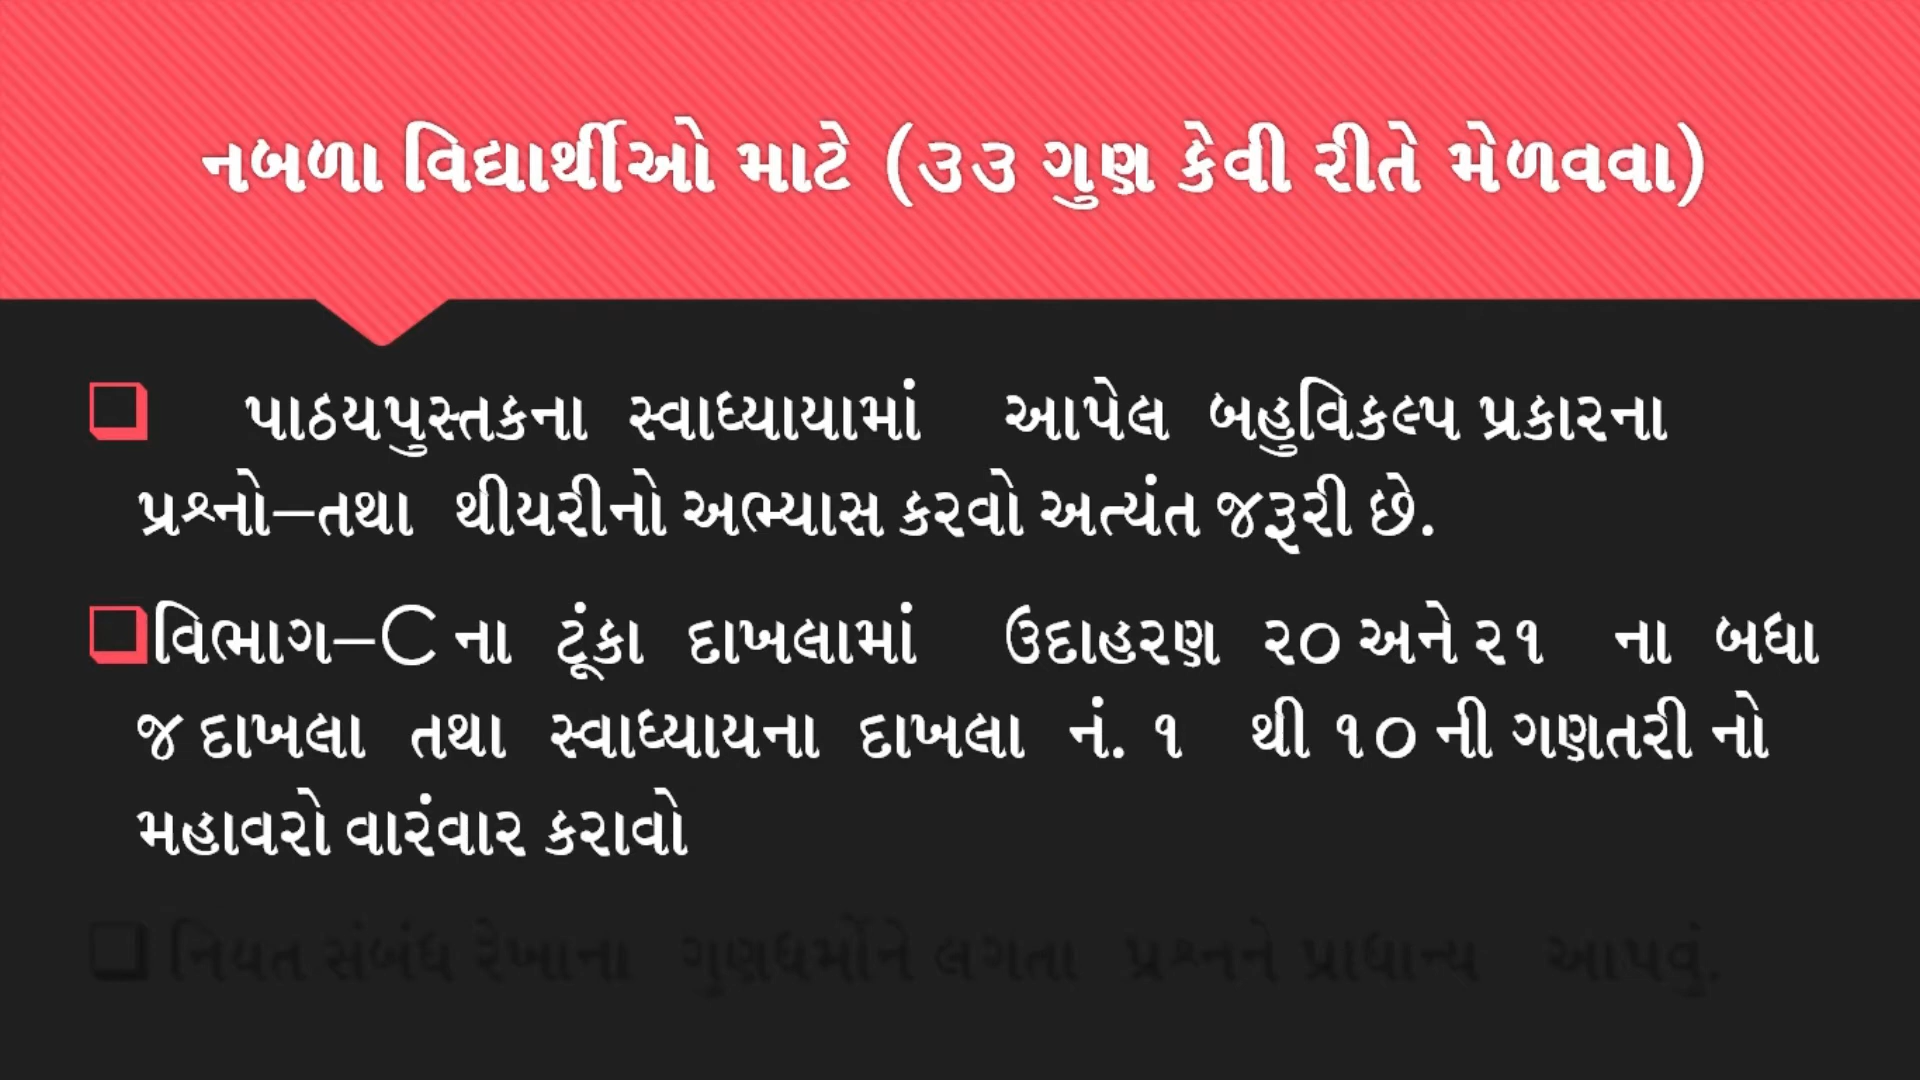 નબળા વિદ્યાર્થીઓ માટે (૩૩ ગુણ કેવી રીતે મેળવવા)
પાઠયપુસ્તકના સ્વાધ્યાયામાં આપેલ બહુવિકલ્પ પ્રકારના
પ્રશ્નો–તથા થીયરીનો અભ્યાસ કરવો અત્યંત જરૂરી છે.
વિભાગ–C ના ટૂંકા દાખલામાં ઉદાહરણ ૨૦ અને ૨૧ ના બધા
જ દાખલા તથા સ્વાધ્યાયના દાખલા નં. ૧ થી ૧૦ ની ગણતરી નો
મહાવરો વારંવાર કરાવો
નિયત સંબંધ રેખાના ગુણધર્મોને લગતા પ્રશ્નને પ્રાધાન્ય આપવું.